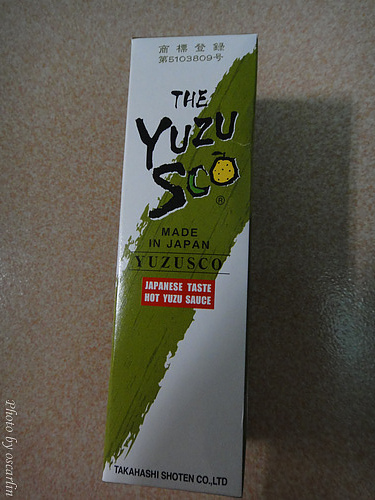 商標登録
第5103809号
THE
YUZU
SCO
®
MADE
IN JAPAN
YUZUSCO
JAPANESE TASTE
HOT YUZU SAUCE
TAKAHASHI SHOTEN CO.,LTD
Photo by oscarlin